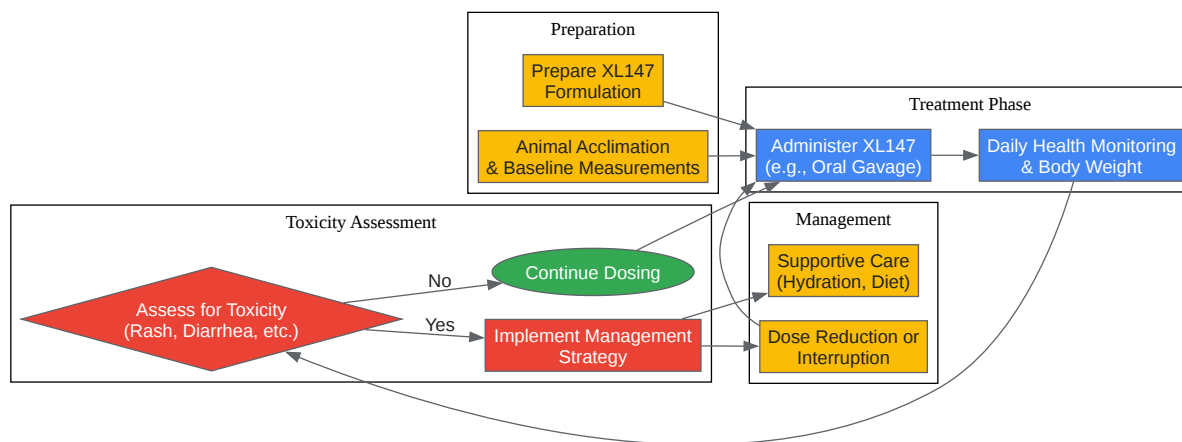 Preparation
Prepare XL147
Formulation
Animal Acclimation
& Baseline Measurements
Treatment Phase
Administer XL147
(e.g., Oral Gavage)
Daily Health Monitoring
& Body Weight
Toxicity Assessment
Assess for Toxicity
(Rash, Diarrhea, etc.)
No
Yes
Continue Dosing
Implement Management
Strategy
Management
Supportive Care
(Hydration, Diet)
Dose Reduction or
Interruption